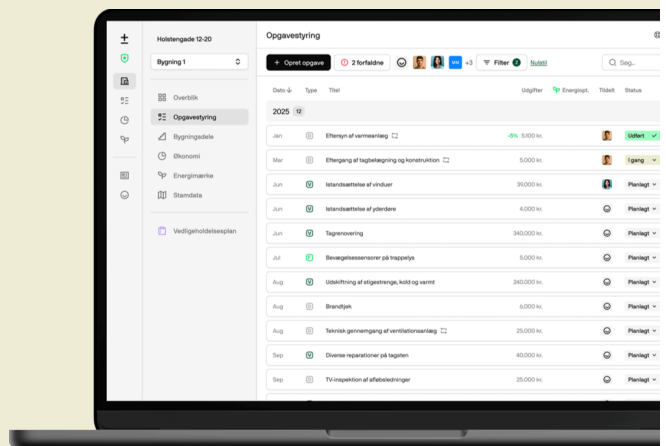 Holstengade 12-20
Bygning 1
Overblik
Opgavestyring
Bygningsdele
Økonomi
Energimærke
Stamdata
Vedligeholdelsesplan
Opgavestyring
+ Opret opgave
2 forfaldne
+3
Filter 2
Nulstil
Søg..
Dato Type Titel Udgifter Energiopt. Tildelt Status
2025 12
Jan D Eftersyn af varmeanlæg -5% 5.100 kr. Udført
Mar D Eftergang af tagbelægning og konstruktion 5.000 kr. I gang
Jun V Istandsættelse af vinduer 39.000 kr. Planlagt
Jun V Istandsættelse af yderdøre 4.000 kr. Planlagt
Jun V Tagrenovering 340.000 kr. Planlagt
Jul F Bevægelsessensorer på trappelys 5.000 kr. Planlagt
Aug V Udskiftning af stigestrenge, kold og varmt 240.000 kr. Planlagt
Aug D Brandtjek 6.000 kr. Planlagt
Aug D Teknisk gennemgang af ventilationsanlæg 25.000 kr. Planlagt
Sep V Diverse reparationer på tagsten 40.000 kr. Planlagt
Sep D TV-inspektion af afløbsledninger 25.000 kr. Planlagt